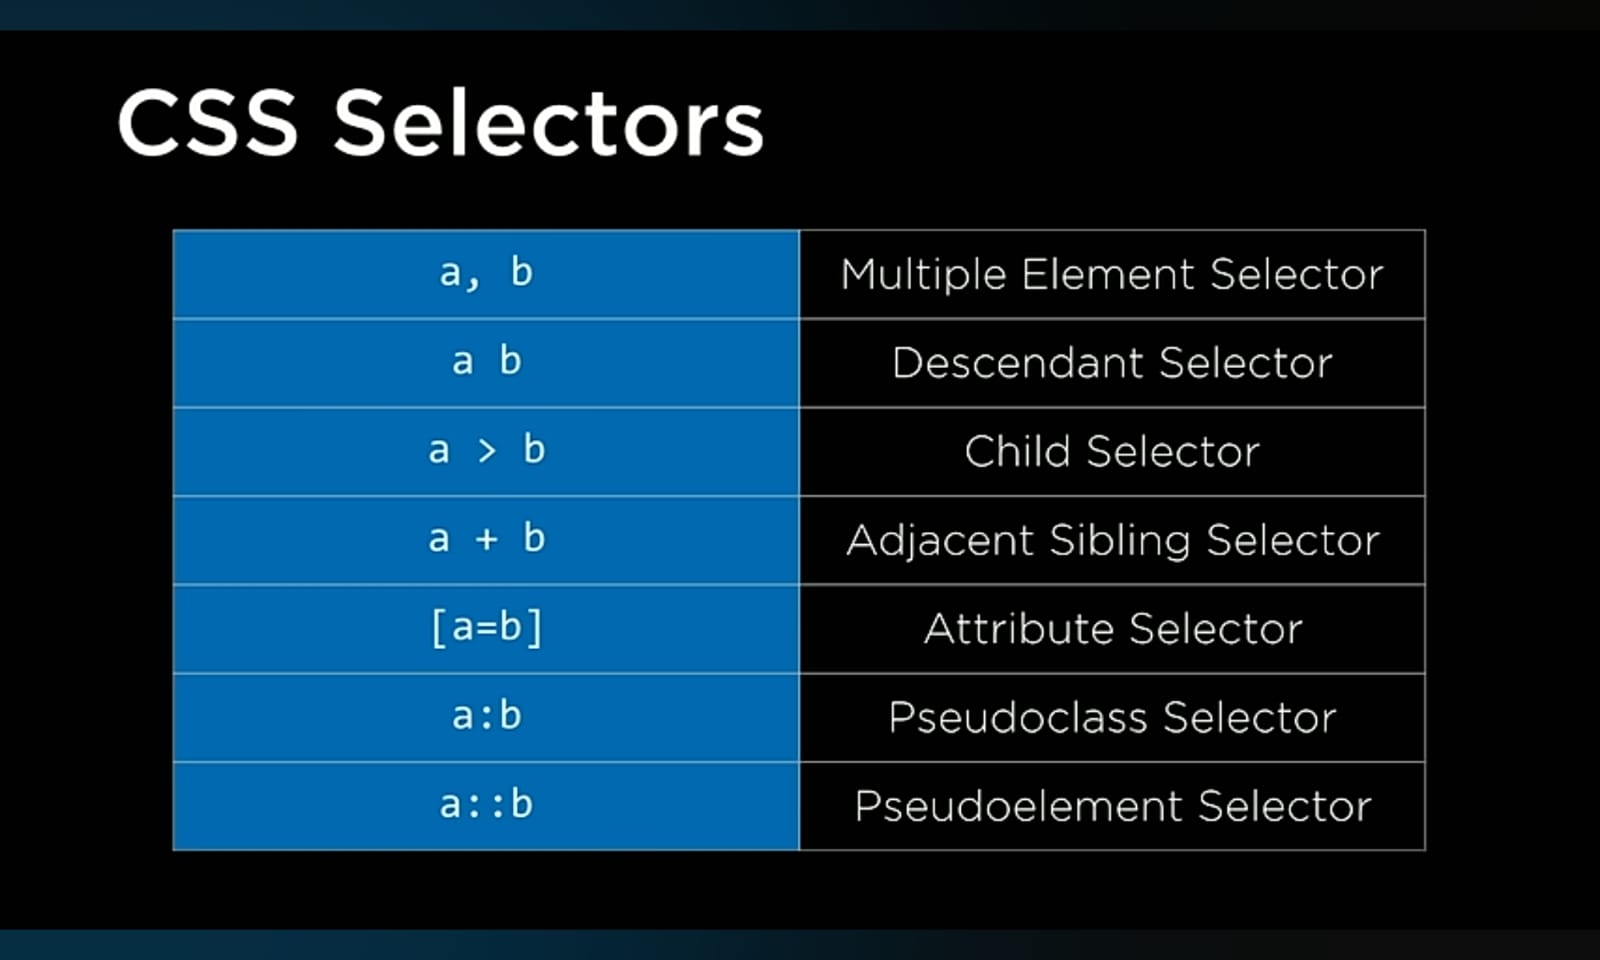 CSS Selectors
a, b Multiple Element Selector
a b Descendant Selector
a > b Child Selector
a + b Adjacent Sibling Selector
[a=b] Attribute Selector
a:b Pseudoclass Selector
a::b Pseudoelement Selector